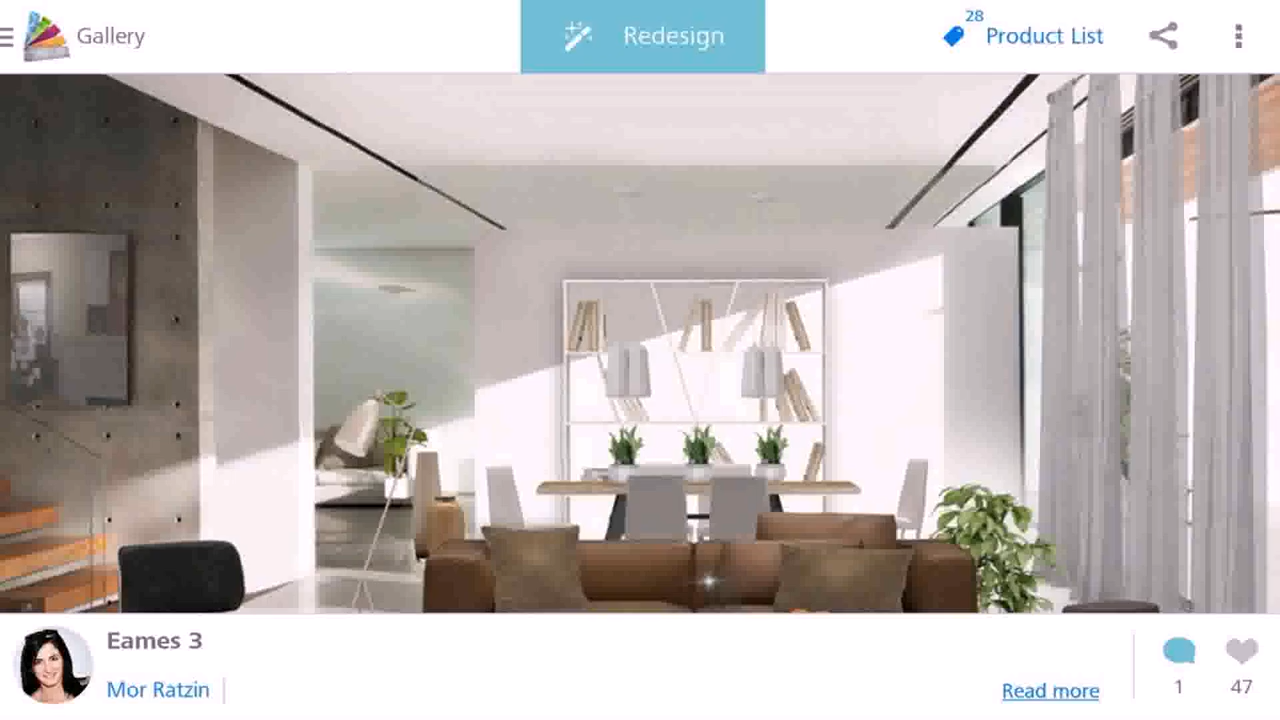 Gallery
Redesign
28
Product List
Eames 3
Mor Ratzin
Read more
1
47